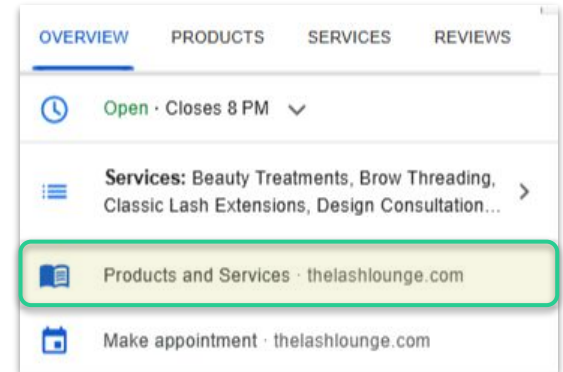 OVERVIEW PRODUCTS SERVICES REVIEWS
Open · Closes 8 PM
Services: Beauty Treatments, Brow Threading,
Classic Lash Extensions, Design Consultation...
Products and Services · thelashlounge.com
Make appointment · thelashlounge.com